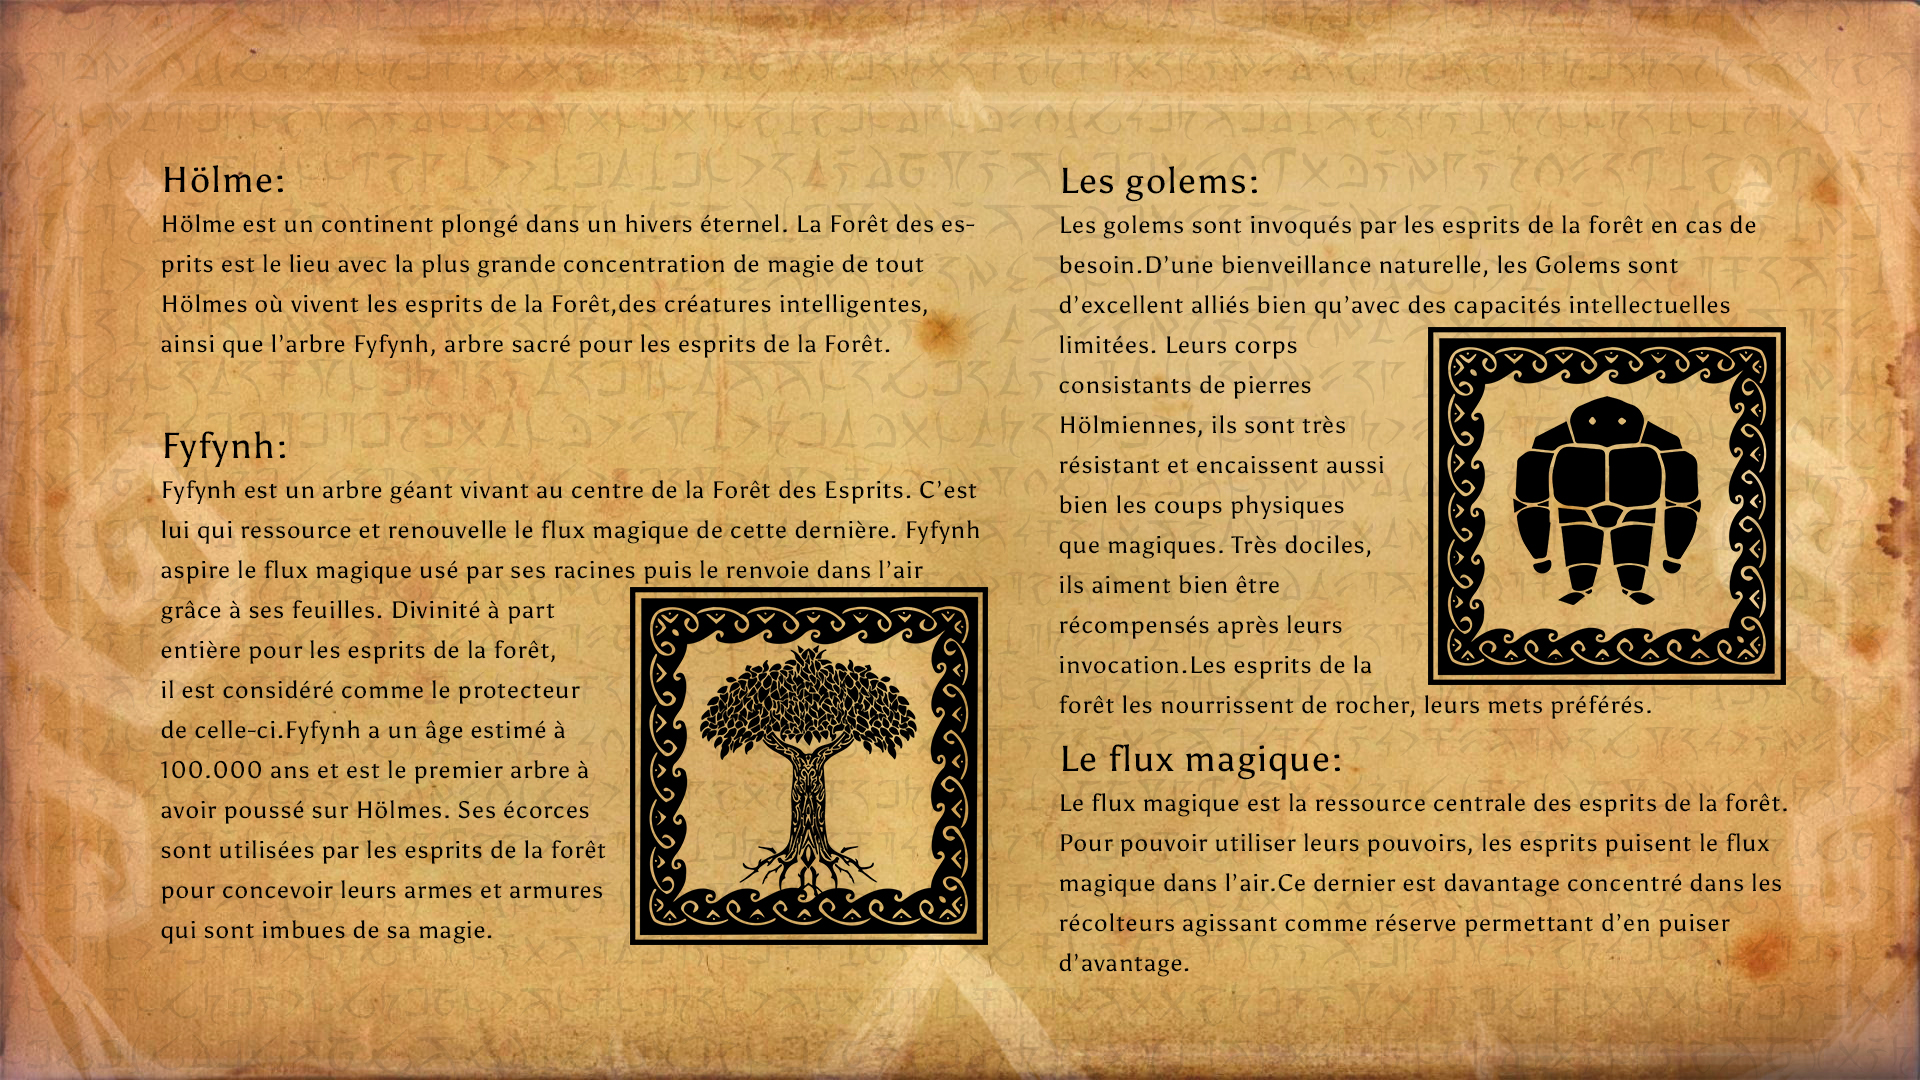 Hölme:
Hölme est un continent plongé dans un hivers éternel. La Forêt des es-
prits est le lieu avec la plus grande concentration de magie de tout
Hölmes où vivent les esprits de la Forêt,des créatures intelligentes,
ainsi que l'arbre Fyfynh, arbre sacré pour les esprits de la Forêt.
Fyfynh:
Fyfynh est un arbre géant vivant au centre de la Forêt des Esprits. C'est
lui qui ressource et renouvelle le flux magique de cette dernière. Fyfynh
aspire le flux magique usé par ses racines puis le renvoie dans l'air
grâce à ses feuilles. Divinité à part
entière pour les esprits de la forêt,
il est considéré comme le protecteur
de celle-ci.Fyfynh a un âge estimé à
100.000 ans et est le premier arbre à
avoir poussé sur Hölmes. Ses écorces
sont utilisées par les esprits de la forêt
pour concevoir leurs armes et armures
qui sont imbues de sa magie.
Les golems:
Les golems sont invoqués par les esprits de la forêt en cas de
besoin.D'une bienveillance naturelle, les Golems sont
d'excellent alliés bien qu'avec des capacités intellectuelles
limitées. Leurs corps
consistants de pierres
Hölmiennes, ils sont très
résistant et encaissent aussi
bien les coups physiques
que magiques. Très dociles,
ils aiment bien être
récompensés après leurs
invocation.Les esprits de la
forêt les nourrissent de rocher, leurs mets préférés.
Le flux magique:
Le flux magique est la ressource centrale des esprits de la forêt.
Pour pouvoir utiliser leurs pouvoirs, les esprits puisent le flux
magique dans l'air.Ce dernier est davantage concentré dans les
récolteurs agissant comme réserve permettant d'en puiser
d'avantage.